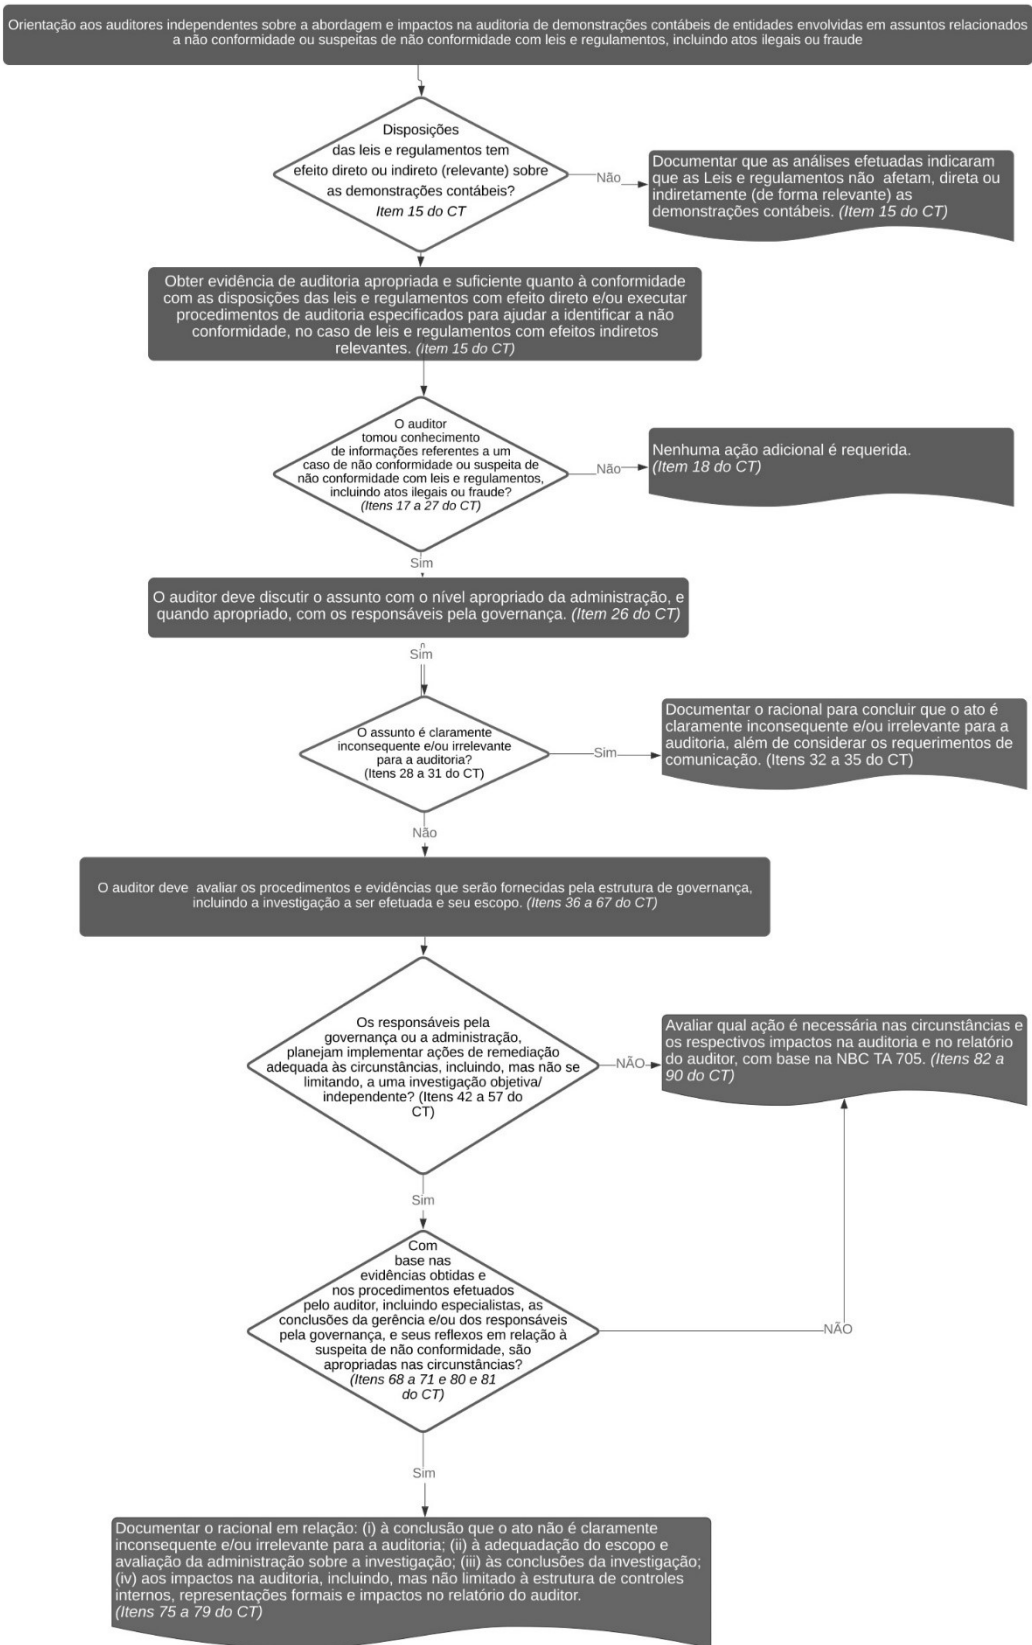 Orientação aos auditores independentes sobre a abordagem e impactos na auditoria de demonstrações contábeis de entidades envolvidas em assuntos relacionados
a não conformidade ou suspeitas de não conformidade com leis e regulamentos, incluindo atos ilegais ou fraude
Disposições
das leis e regulamentos tem
efeito direto ou indireto (relevante) sobre
as demonstrações contábeis?
Item 15 do CT
Não
Documentar que as análises efetuadas indicaram
que as Leis e regulamentos não afetam, direta ou
indiretamente (de forma relevante) as
demonstrações contábeis. (Item 15 do CT)
Obter evidência de auditoria apropriada e suficiente quanto à conformidade
com as disposições das leis e regulamentos com efeito direto e/ou executar
procedimentos de auditoria especificados para ajudar a identificar a não
conformidade, no caso de leis e regulamentos com efeitos indiretos
relevantes. (Item 15 do CT)
O auditor
tomou conhecimento
de informações referentes a um
caso de não conformidade ou suspeita de
não conformidade com leis e regulamentos,
incluindo atos ilegais ou fraude?
(Itens 17 a 27 do CT)
Não
Nenhuma ação adicional é requerida.
(Item 18 do CT)
Sim
O auditor deve discutir o assunto com o nível apropriado da administração, e
quando apropriado, com os responsáveis pela governança. (Item 26 do CT)
Sim
O assunto é claramente
inconsequente e/ou irrelevante
para a auditoria?
(Itens 28 a 31 do CT)
Sim
Documentar o racional para concluir que o ato é
claramente inconsequente e/ou irrelevante para a
auditoria, além de considerar os requerimentos de
comunicação. (Itens 32 a 35 do CT)
Não
O auditor deve avaliar os procedimentos e evidências que serão fornecidas pela estrutura de governança,
incluindo a investigação a ser efetuada e seu escopo. (Itens 36 a 67 do CT)
Os responsáveis pela
governança ou a administração,
planejam implementar ações de remediação
adequada às circunstâncias, incluindo, mas não se
limitando, a uma investigação objetiva/
independente? (Itens 42 a 57 do
CT)
NÃO
Avaliar qual ação é necessária nas circunstâncias e
os respectivos impactos na auditoria e no relatório
do auditor, com base na NBC TA 705. (Itens 82 a
90 do CT)
Sim
Com
base nas
evidências obtidas e
nos procedimentos efetuados
pelo auditor, incluindo especialistas, as
conclusões da gerência e/ou dos responsáveis
pela governança, e seus reflexos em relação à
suspeita de não conformidade, são
apropriadas nas circunstâncias?
(Itens 68 a 71 e 80 e 81
do CT)
NÃO
Sim
Documentar o racional em relação: (i) à conclusão que o ato não é claramente
inconsequente e/ou irrelevante para a auditoria; (ii) à adequadação do escopo e
avaliação da administração sobre a investigação; (iii) às conclusões da investigação;
(iv) aos impactos na auditoria, incluindo, mas não limitado à estrutura de controles
internos, representações formais e impactos no relatório do auditor.
(Itens 75 a 79 do CT)